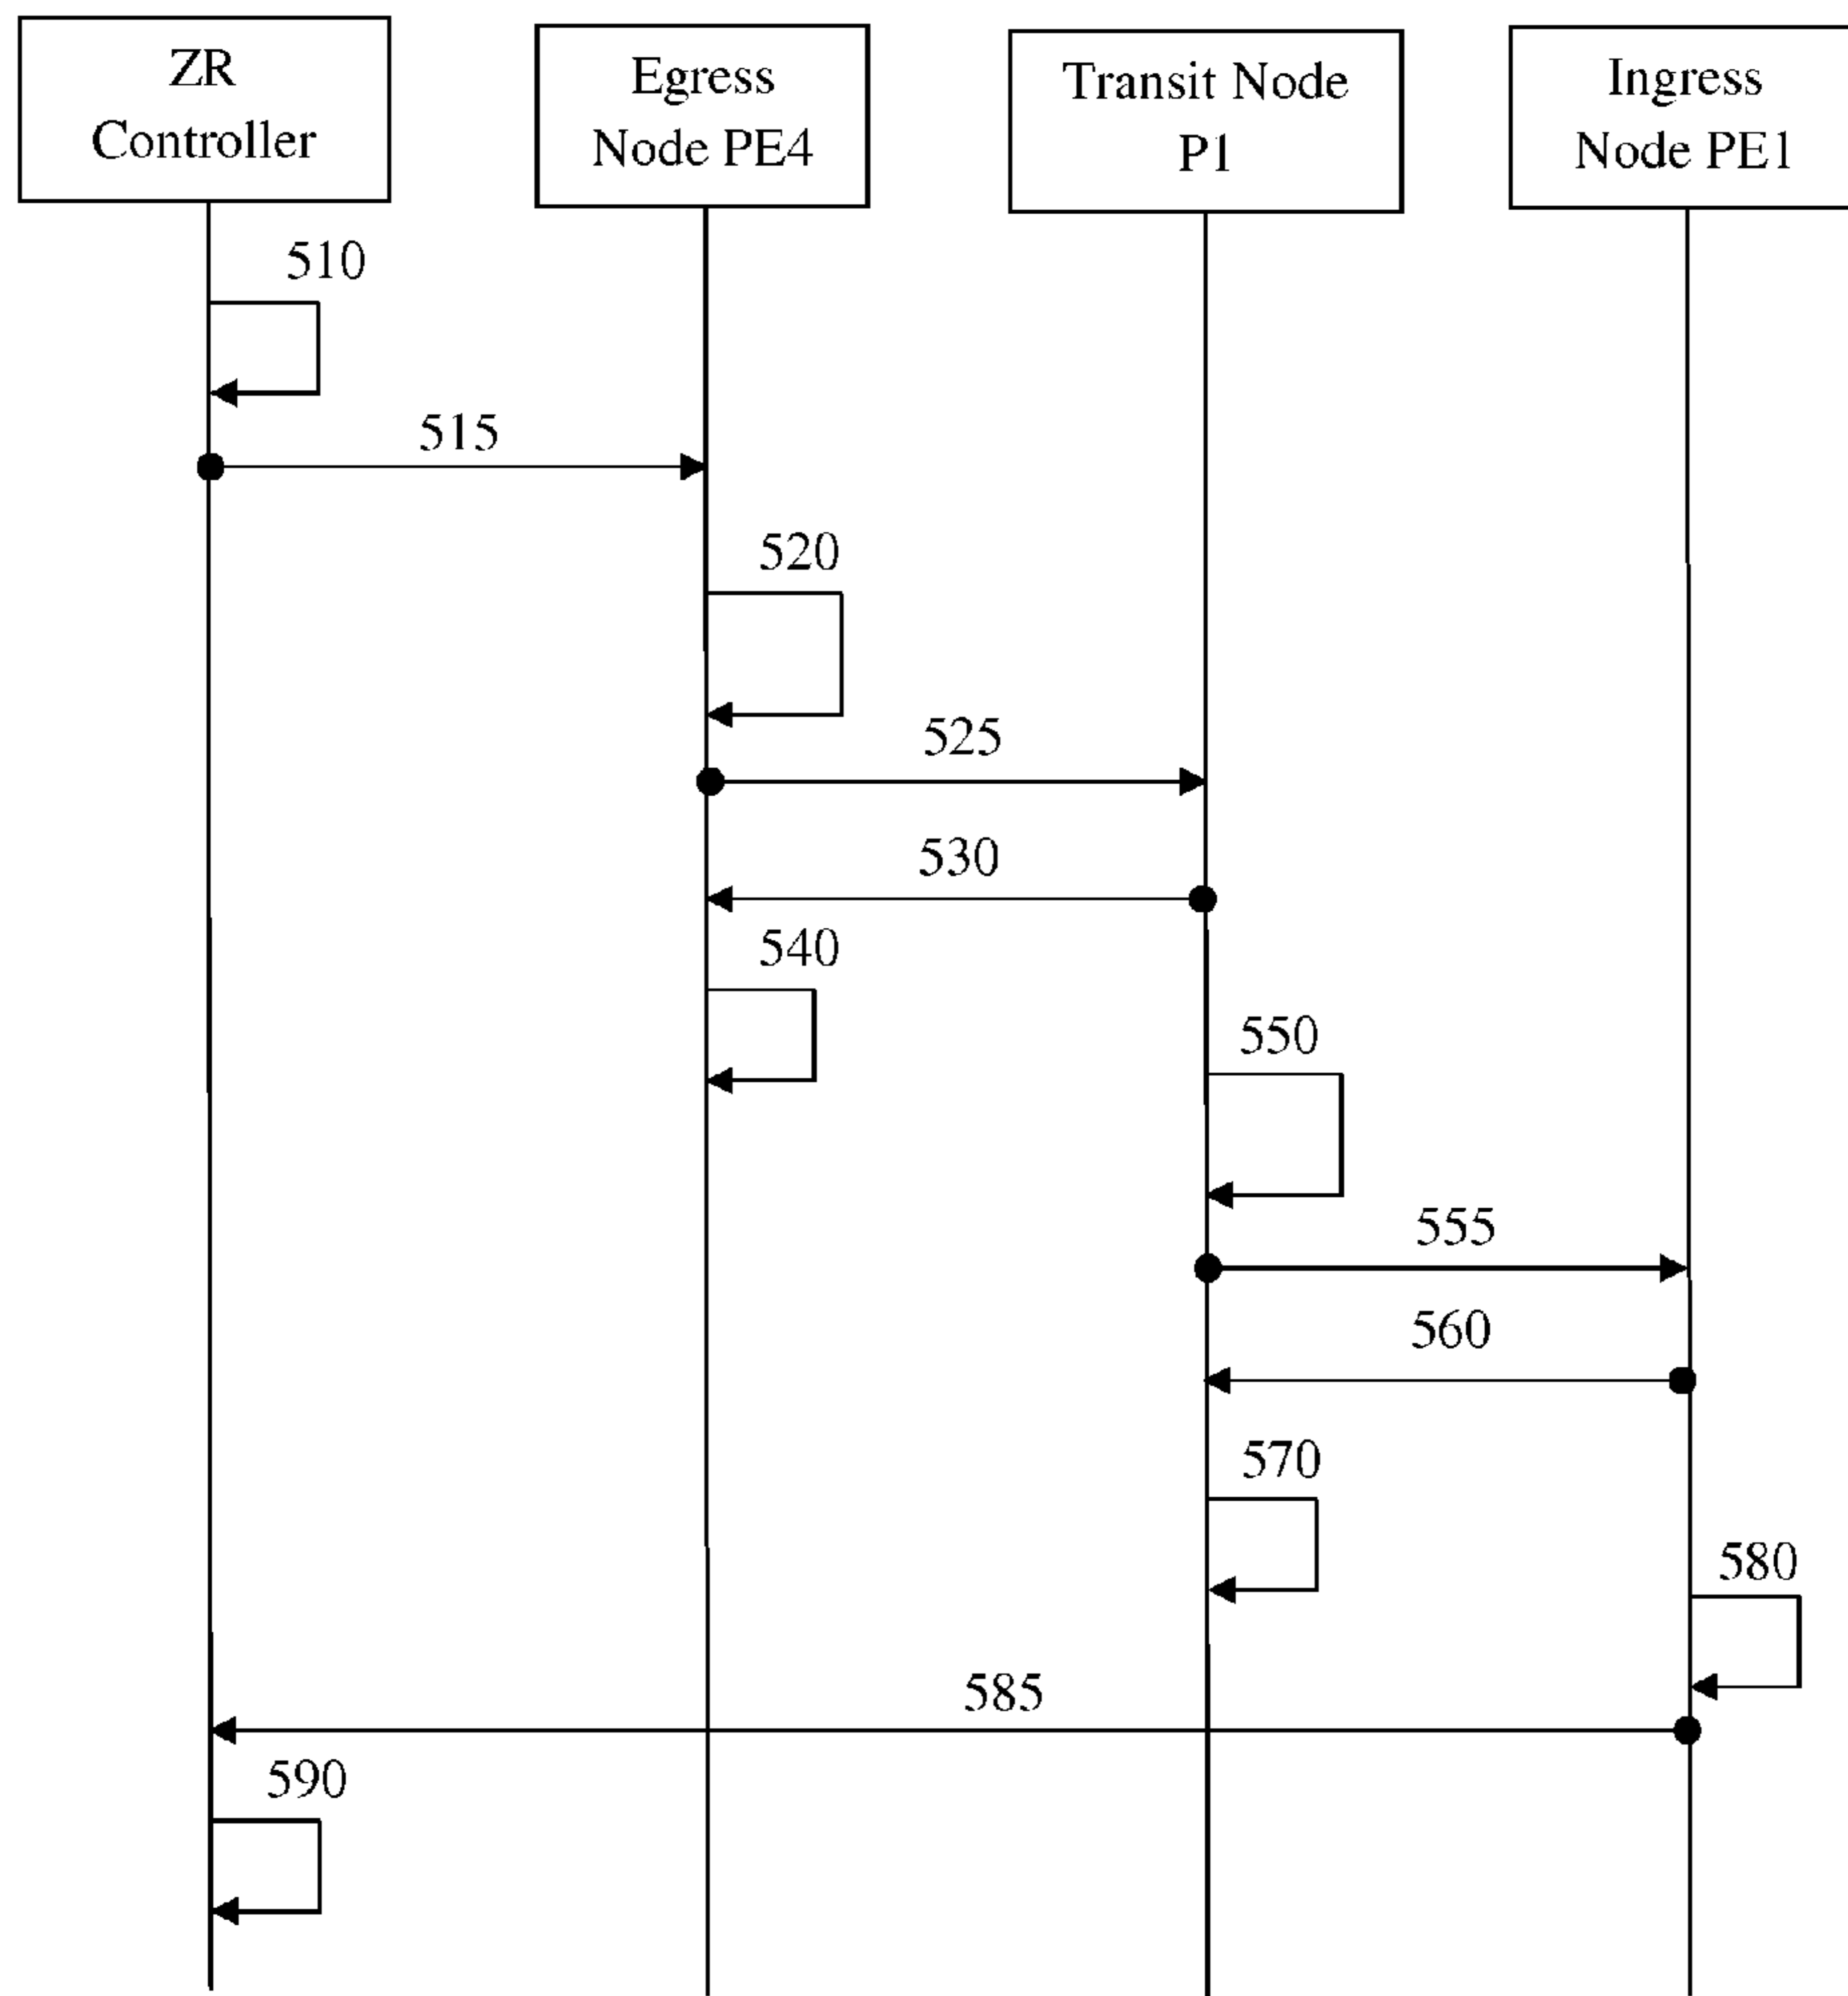 ZR
Controller
Egress
Node PE4
Transit Node
P1
Ingress
Node PE1
510
515
520
525
530
540
550
555
560
570
580
585
590